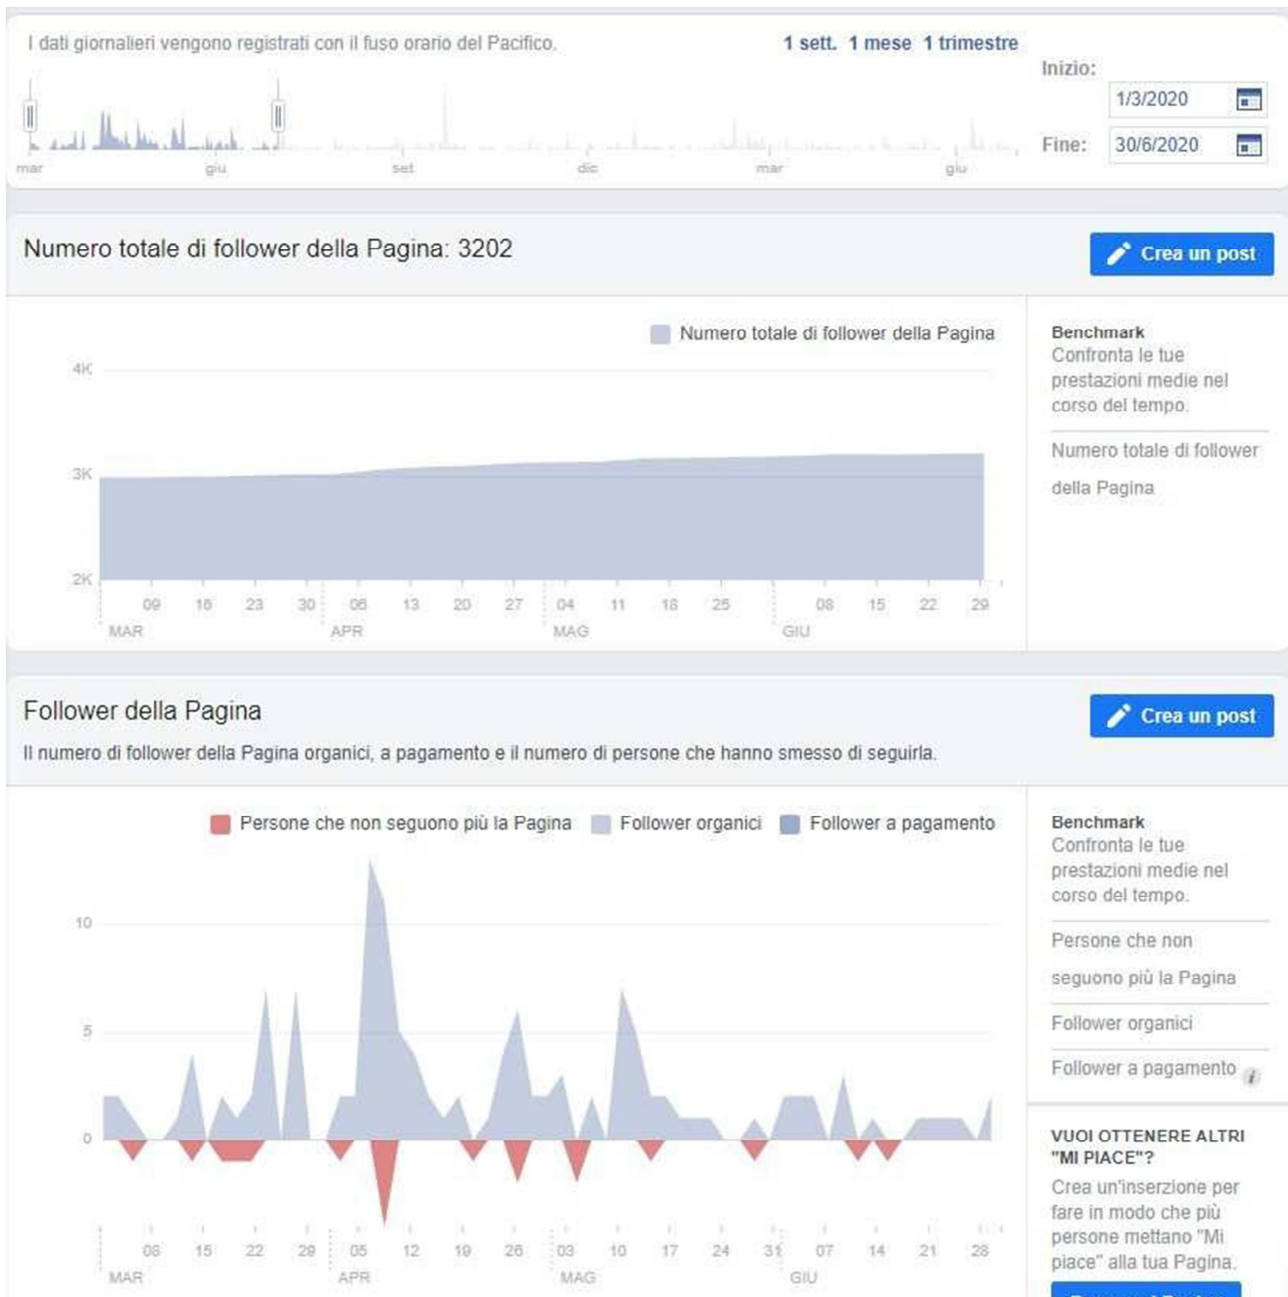 I dati giornalieri vengono registrati con il fuso orario del Pacifico.
1 sett. 1 mese 1 trimestre
Inizio:
1/3/2020
Fine:
30/6/2020
mar giu set dic mar giu
Numero totale di follower della Pagina: 3202
Crea un post
Numero totale di follower della Pagina
4K
3K
2K
09 16 23 30 06 13 20 27 04 11 18 25 08 15 22 29
MAR APR MAG GIU
Benchmark
Confronta le tue
prestazioni medie nel
corso del tempo.
Numero totale di follower
della Pagina
Follower della Pagina
Crea un post
Il numero di follower della Pagina organici, a pagamento e il numero di persone che hanno smesso di seguirla.
Persone che non seguono più la Pagina Follower organici Follower a pagamento
10
5
0
08 15 22 29 05 12 19 26 03 10 17 24 31 07 14 21 28
MAR APR MAG GIU
Benchmark
Confronta le tue
prestazioni medie nel
corso del tempo.
Persone che non
seguono più la Pagina
Follower organici
Follower a pagamento i
VUOI OTTENERE ALTRI
"MI PIACE"?
Crea un'inserzione per
fare in modo che più
persone mettano "Mi
piace" alla tua Pagina.